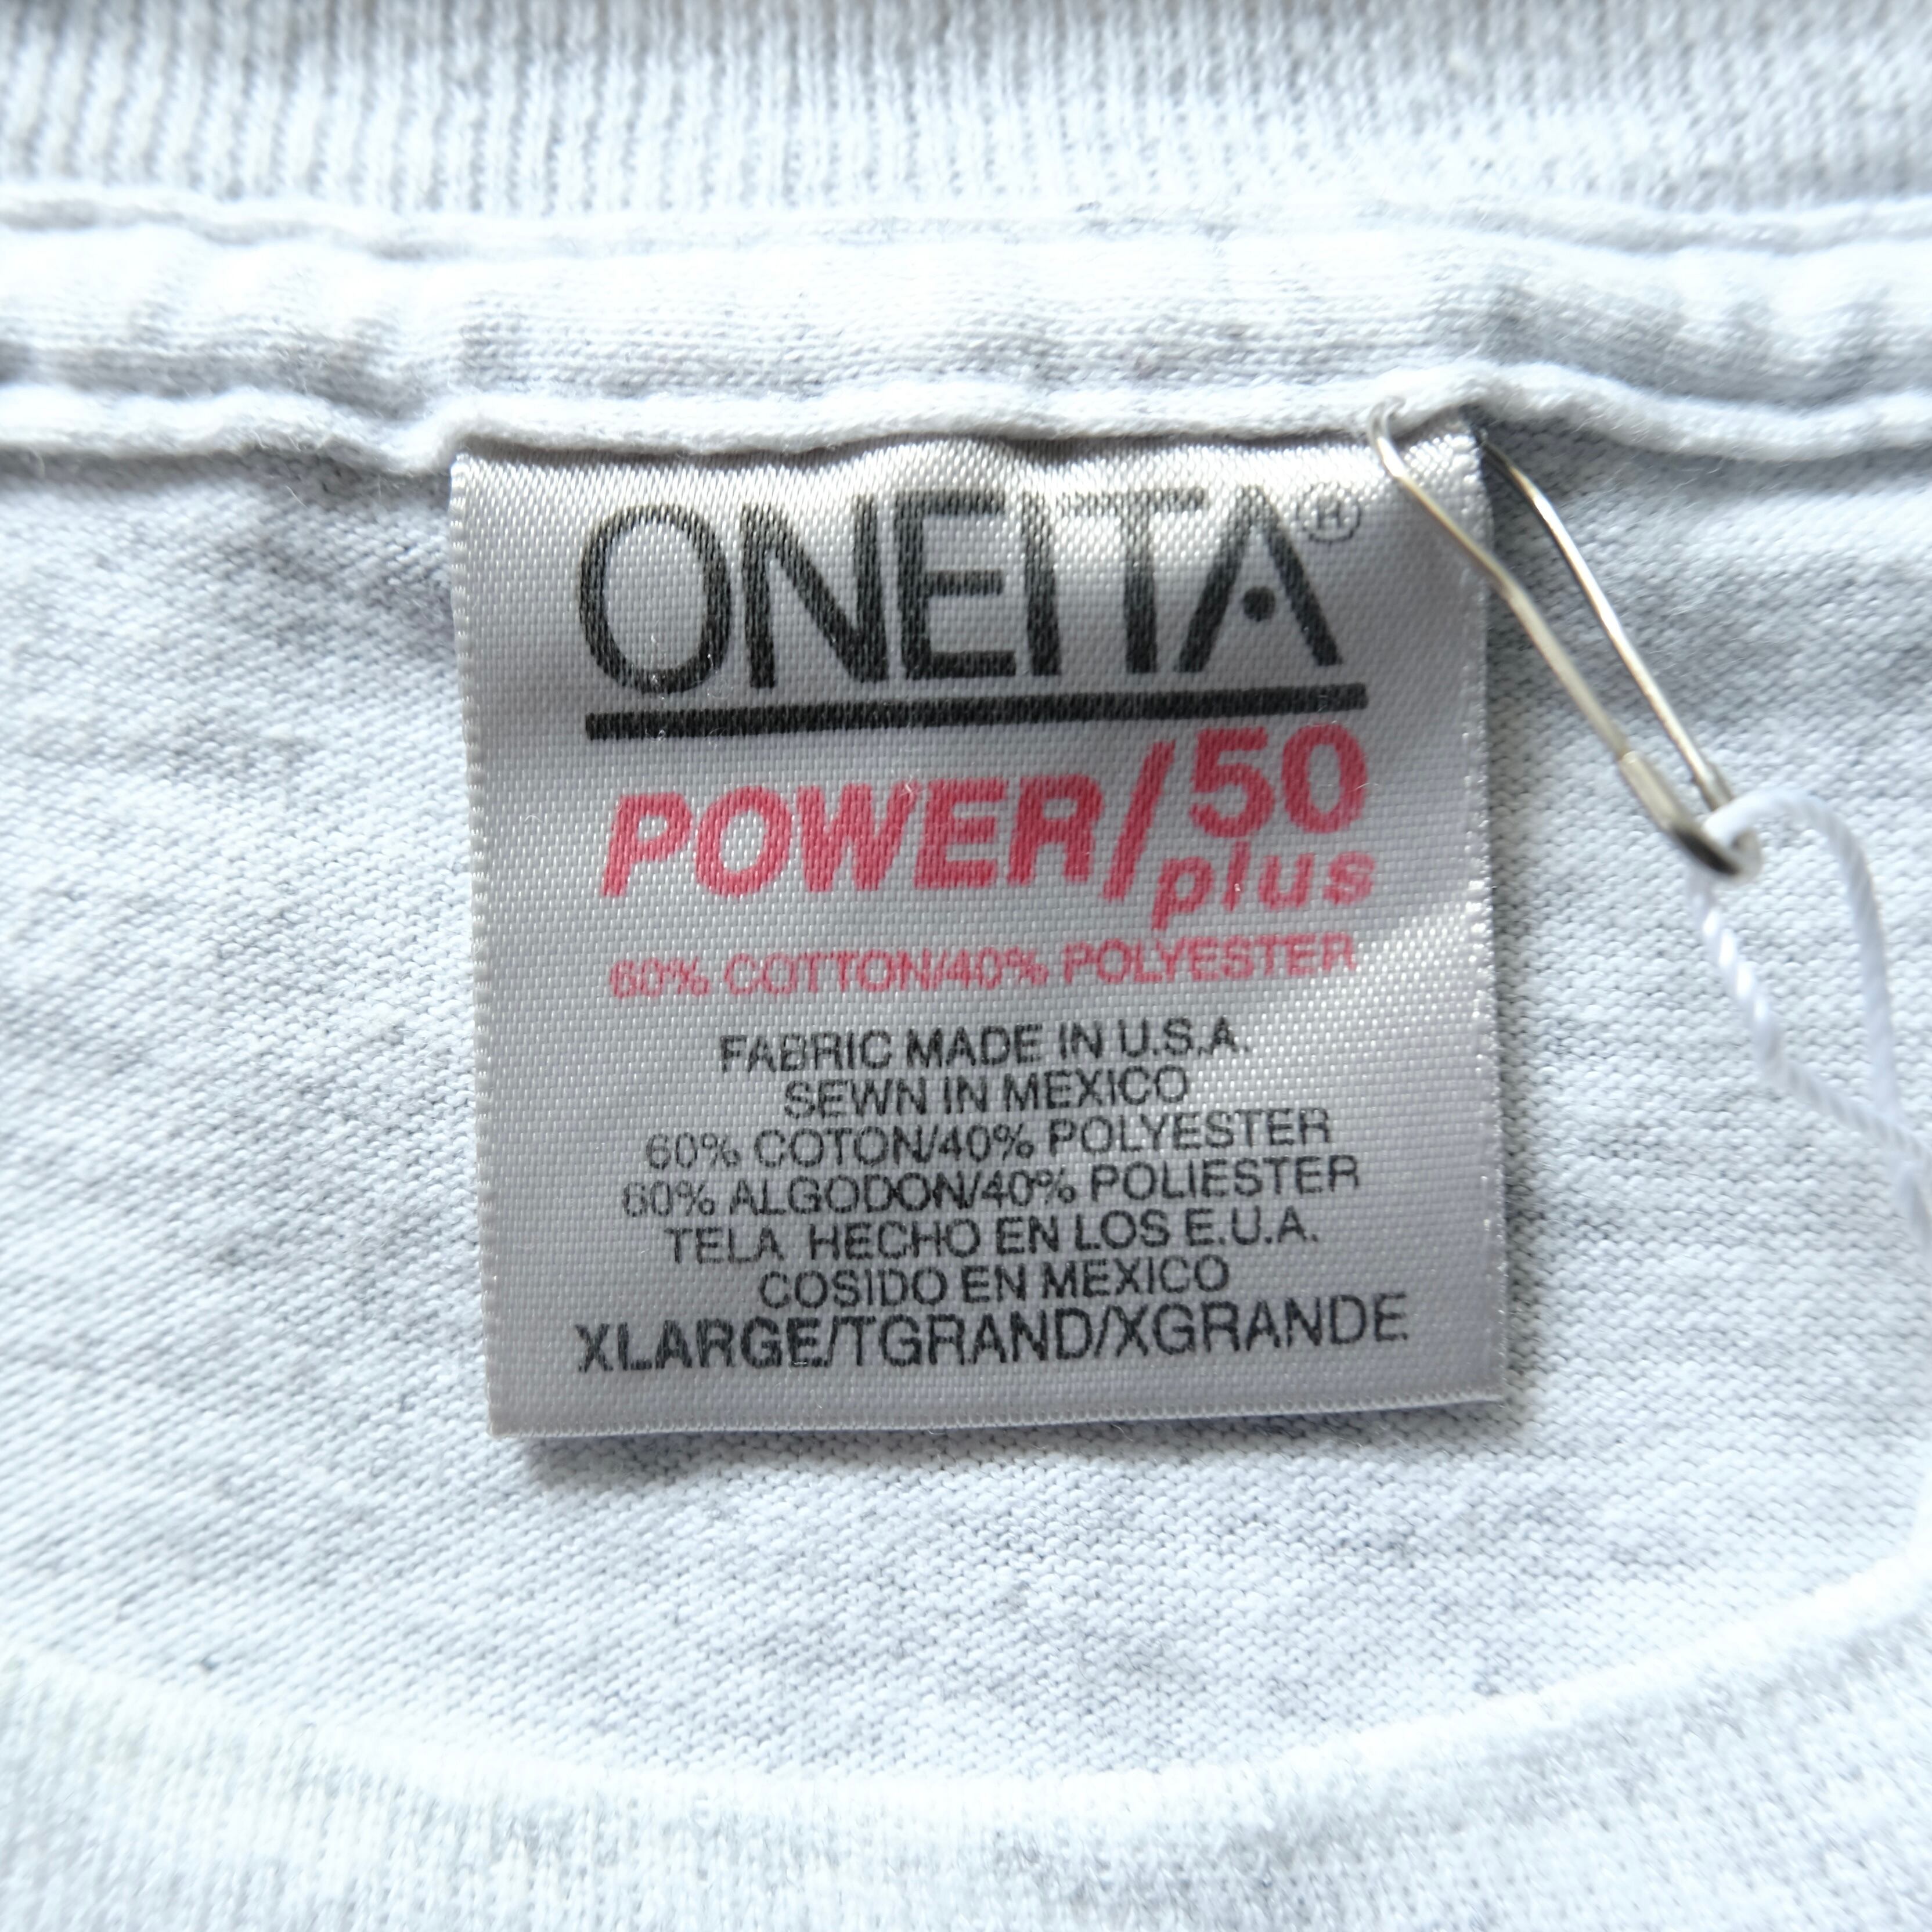 ONEITA®
POWER/50
plus
60% COTTON/40% POLYESTER
FABRIC MADE IN U.S.A.
SEWN IN MEXICO
60% COTON/40% POLYESTER
60% ALGODON/40% POLIESTER
TELA HECHO EN LOS E.U.A.
COSIDO EN MEXICO
XLARGE/TGRAND/XGRANDE